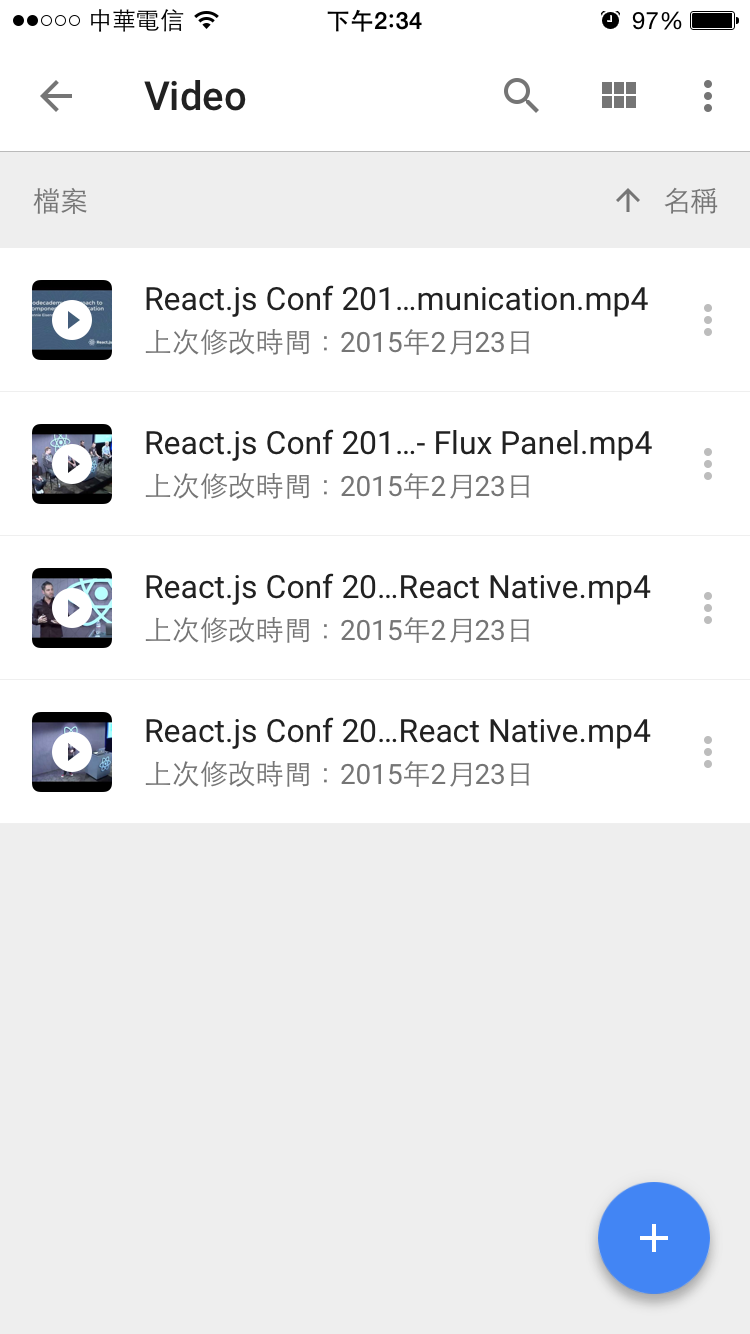 中華電信 下午2:34 97%
Video
檔案 名稱
React.js Conf 201...munication.mp4
上次修改時間：2015年2月23日
React.js Conf 201...- Flux Panel.mp4
上次修改時間：2015年2月23日
React.js Conf 20...React Native.mp4
上次修改時間：2015年2月23日
React.js Conf 20...React Native.mp4
上次修改時間：2015年2月23日